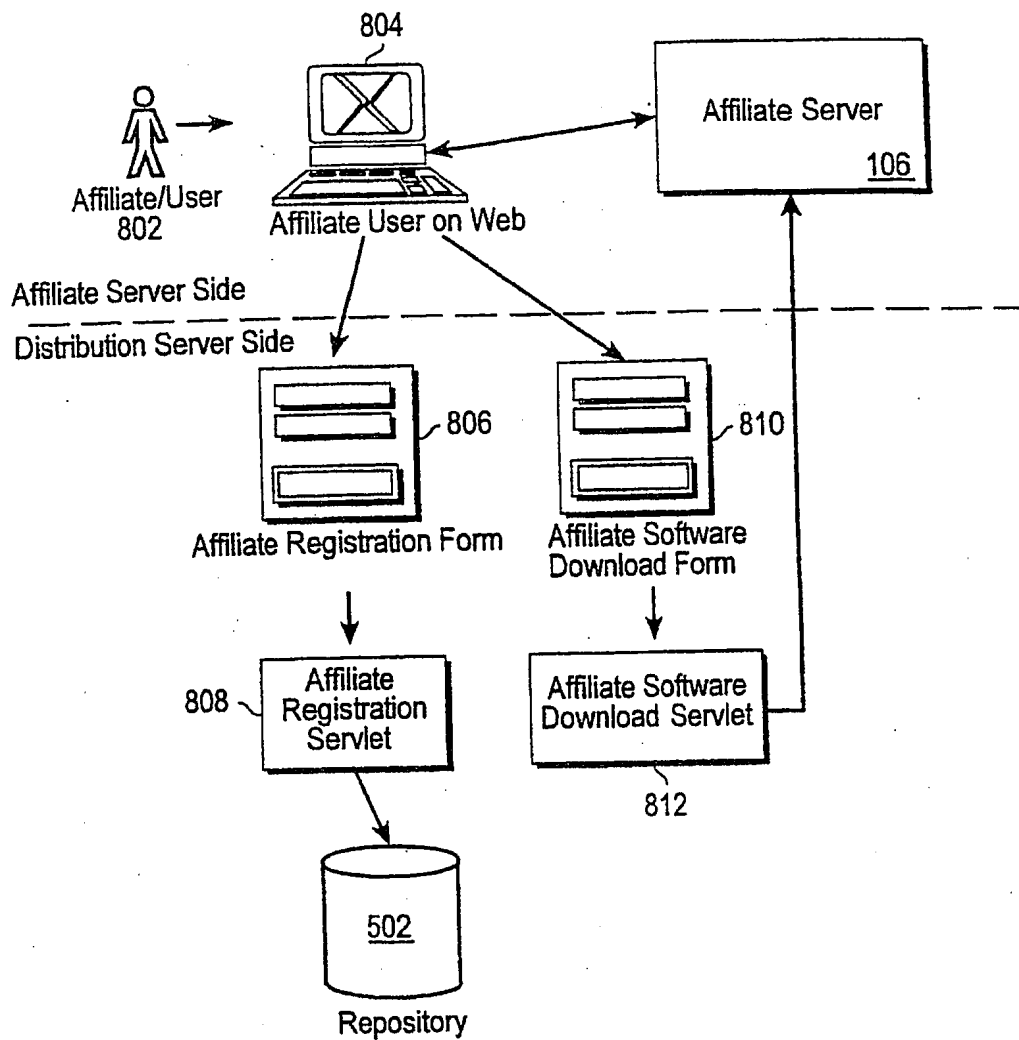 804
Affiliate Server
106
Affiliate/User
802
Affiliate User on Web
Affiliate Server Side
Distribution Server Side
806
810
Affiliate Registration Form
Affiliate Software
Download Form
808
Affiliate
Registration
Servlet
Affiliate Software
Download Servlet
812
502
Repository